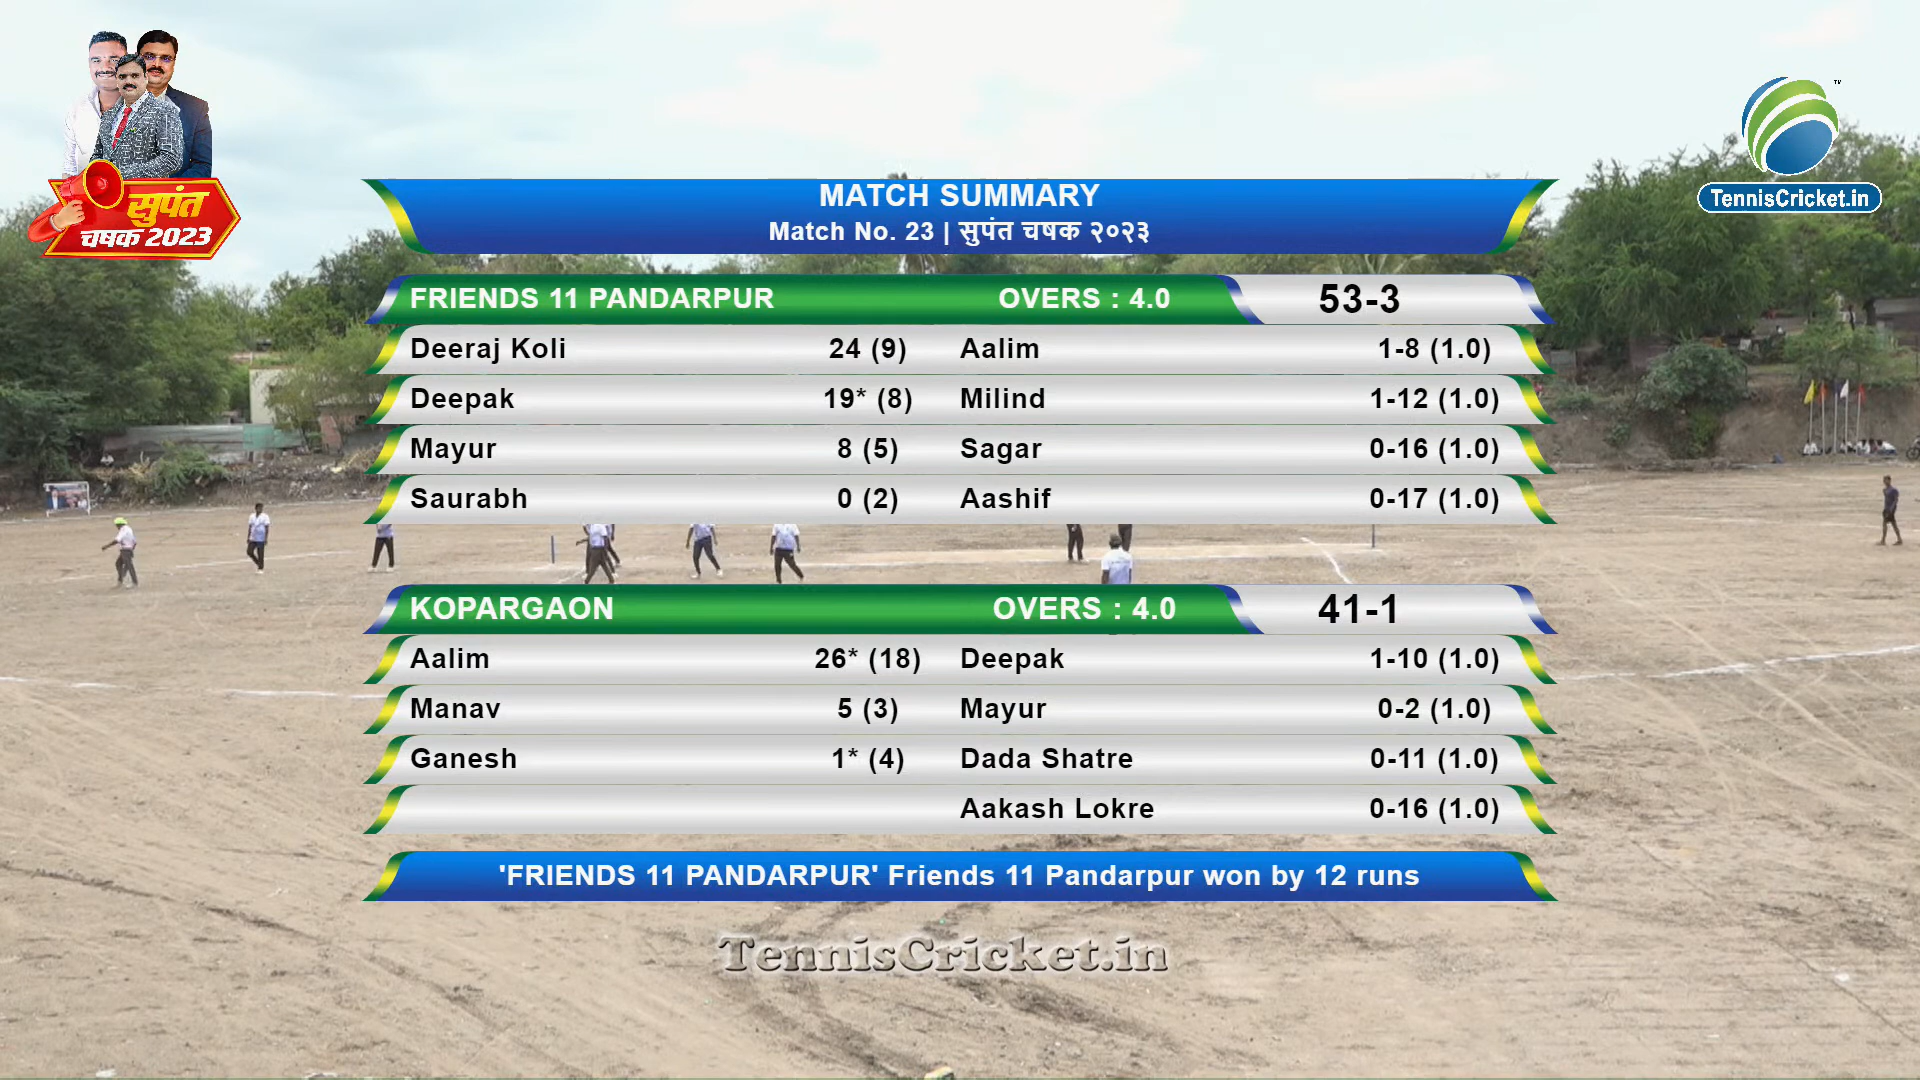 सुपंत
चषक 2023
TM
TennisCricket.in
MATCH SUMMARY
Match No. 23 | सुपंत चषक २०२३
FRIENDS 11 PANDARPUR OVERS : 4.0 53-3
Deeraj Koli 24 (9) Aalim 1-8 (1.0)
Deepak 19* (8) Milind 1-12 (1.0)
Mayur 8 (5) Sagar 0-16 (1.0)
Saurabh 0 (2) Aashif 0-17 (1.0)
KOPARGAON OVERS : 4.0 41-1
Aalim 26* (18) Deepak 1-10 (1.0)
Manav 5 (3) Mayur 0-2 (1.0)
Ganesh 1* (4) Dada Shatre 0-11 (1.0)
Aakash Lokre 0-16 (1.0)
'FRIENDS 11 PANDARPUR' Friends 11 Pandarpur won by 12 runs
TennisCricket.in